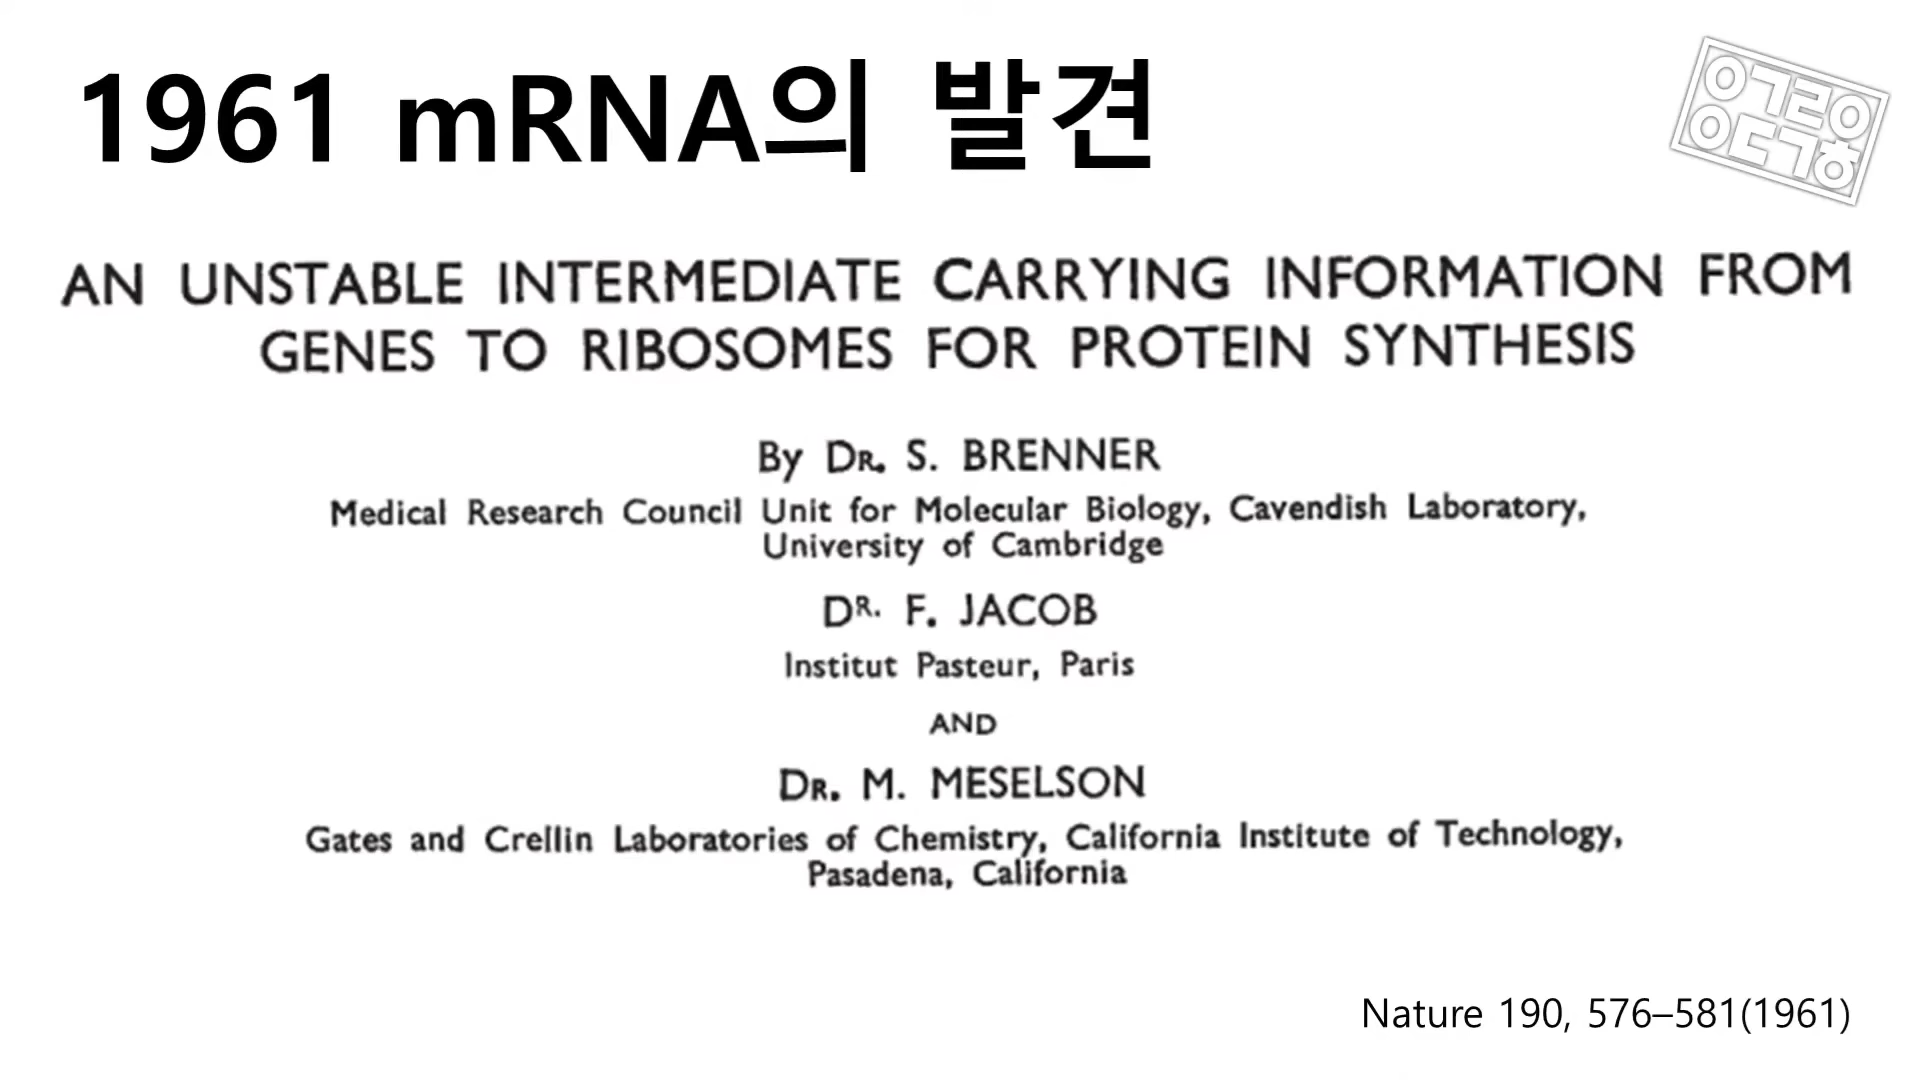 1961 mRNA의 발견
AN UNSTABLE INTERMEDIATE CARRYING INFORMATION FROM
GENES TO RIBOSOMES FOR PROTEIN SYNTHESIS
By DR. S. BRENNER
Medical Research Council Unit for Molecular Biology, Cavendish Laboratory,
University of Cambridge
DR. F. JACOB
Institut Pasteur, Paris
AND
DR. M. MESELSON
Gates and Crellin Laboratories of Chemistry, California Institute of Technology,
Pasadena, California
Nature 190, 576–581(1961)